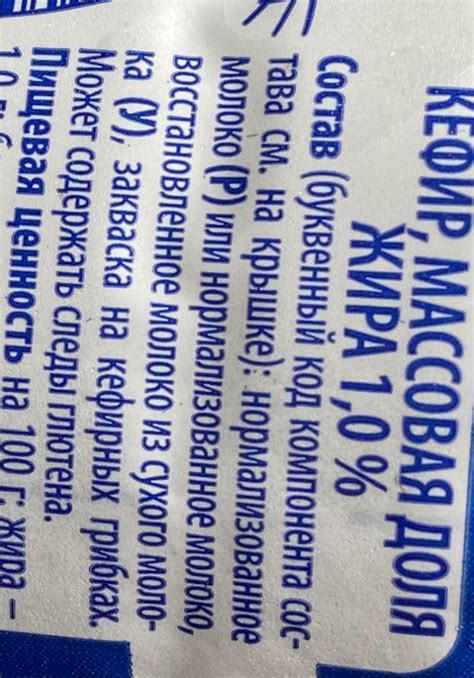 КЕФИР, МАССОВАЯ ДОЛЯ
ЖИРА 1,0 %
Состав (буквенный код компонента сос-
тава см. на крышке): нормализованное
молоко (Р) или нормализованное молоко,
восстановленное молоко из сухого моло-
ка (У), закваска на кефирных грибках.
Может содержать следы глютена.
Пищевая ценность на 100 г: жира –